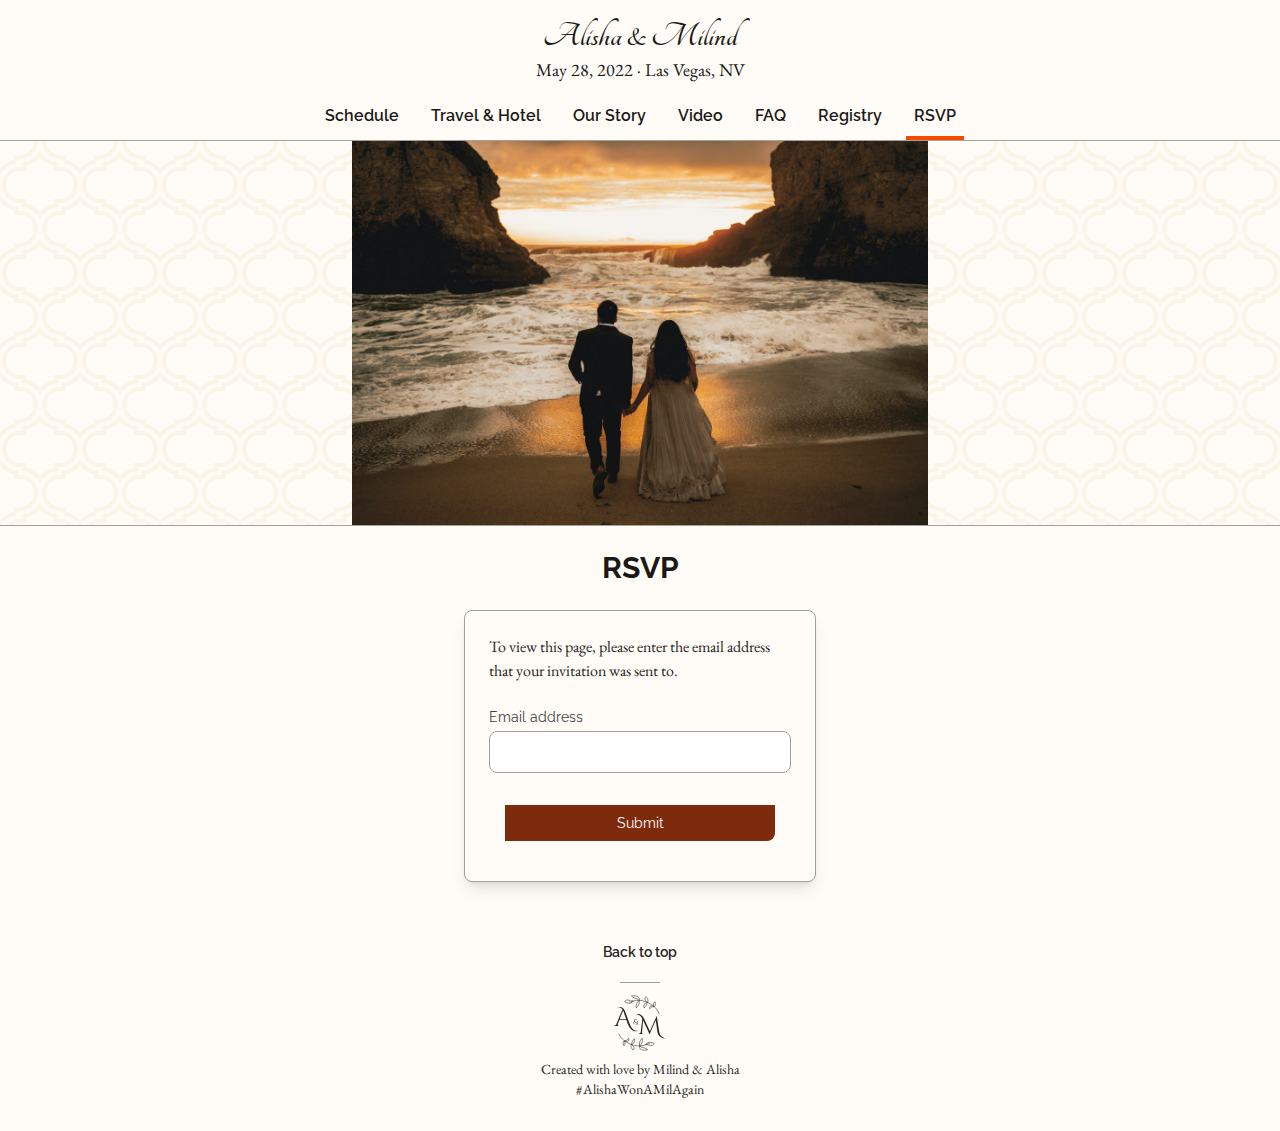 Alisha & Milind
May 28, 2022 · Las Vegas, NV
Schedule Travel & Hotel Our Story Video FAQ Registry RSVP
RSVP
To view this page, please enter the email address
that your invitation was sent to.
Email address
Submit
Back to top
A&M
Created with love by Milind & Alisha
#AlishaWonAMilAgain